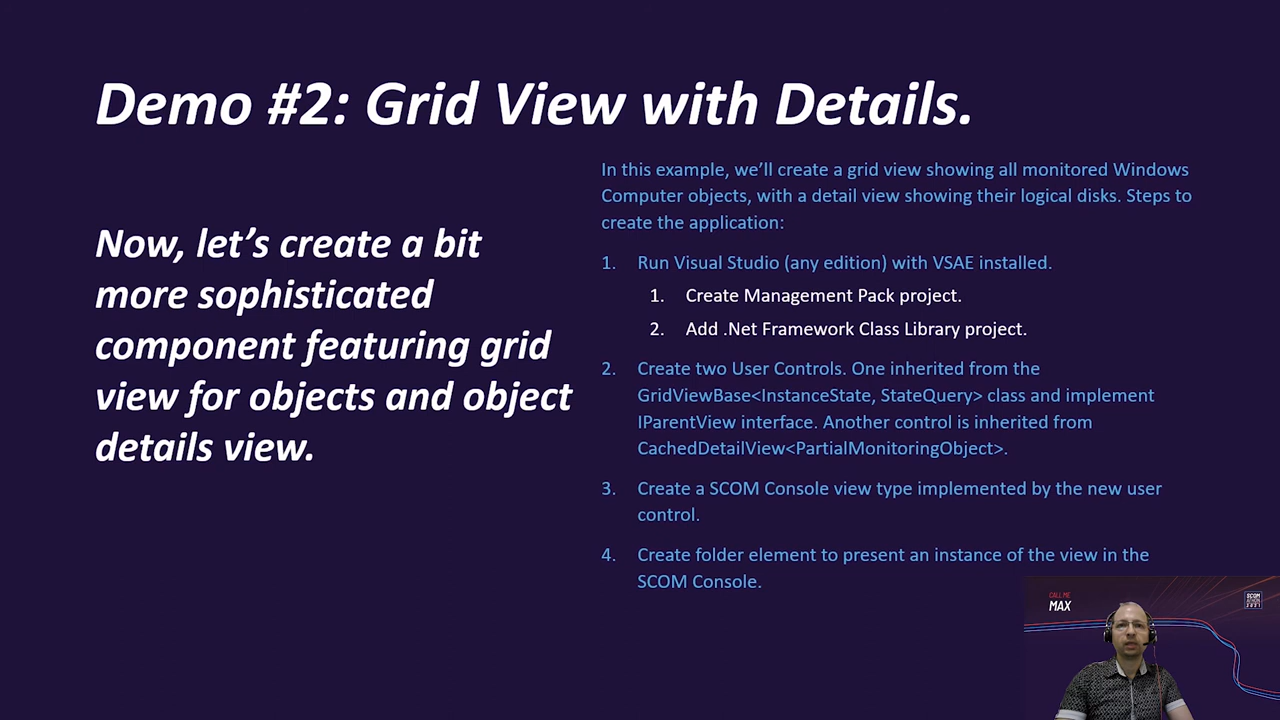 Demo #2: Grid View with Details.
Now, let’s create a bit
more sophisticated
component featuring grid
view for objects and object
details view.
In this example, we’ll create a grid view showing all monitored Windows
Computer objects, with a detail view showing their logical disks. Steps to
create the application:
1. Run Visual Studio (any edition) with VSAE installed.
1. Create Management Pack project.
2. Add .Net Framework Class Library project.
2. Create two User Controls. One inherited from the
GridViewBase<InstanceState, StateQuery> class and implement
IParentView interface. Another control is inherited from
CachedDetailView<PartialMonitoringObject>.
3. Create a SCOM Console view type implemented by the new user
control.
4. Create folder element to present an instance of the view in the
SCOM Console.
CALL ME
MAX
SCOM
ATHON
2021